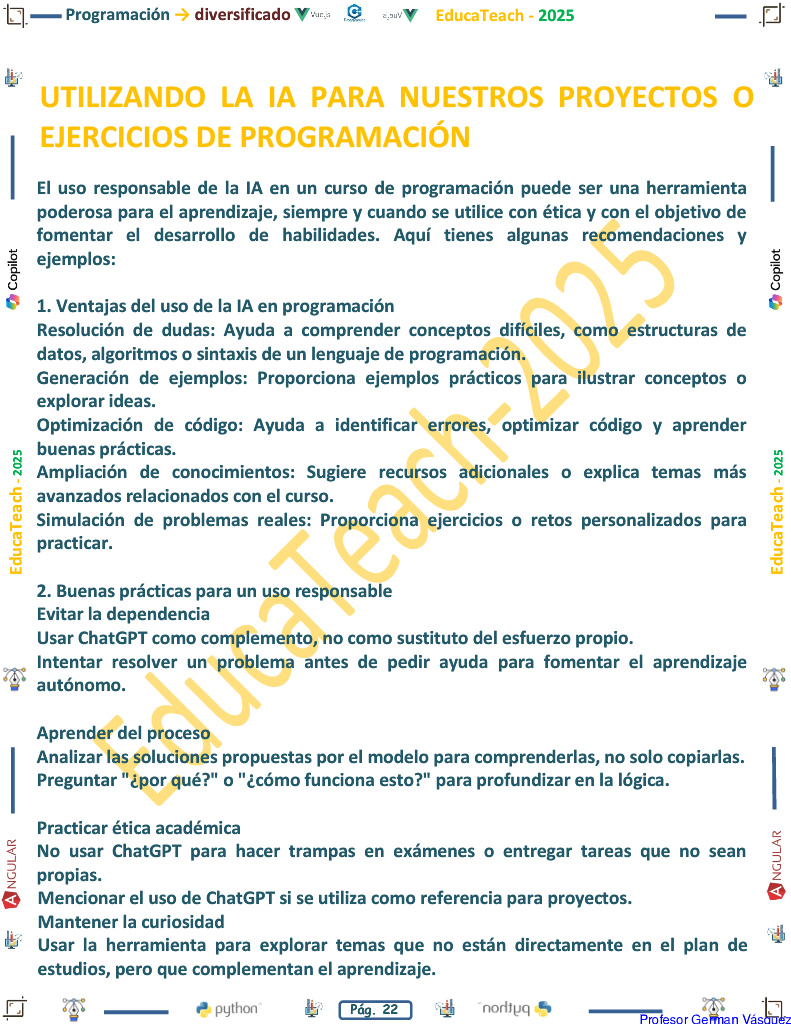 Programación → diversificado Vue.js C++ Vue.js EducaTeach - 2025
UTILIZANDO LA IA PARA NUESTROS PROYECTOS O
EJERCICIOS DE PROGRAMACIÓN
El uso responsable de la IA en un curso de programación puede ser una herramienta
poderosa para el aprendizaje, siempre y cuando se utilice con ética y con el objetivo de
fomentar el desarrollo de habilidades. Aquí tienes algunas recomendaciones y
ejemplos:
1. Ventajas del uso de la IA en programación
Resolución de dudas: Ayuda a comprender conceptos difíciles, como estructuras de
datos, algoritmos o sintaxis de un lenguaje de programación.
Generación de ejemplos: Proporciona ejemplos prácticos para ilustrar conceptos o
explorar ideas.
Optimización de código: Ayuda a identificar errores, optimizar código y aprender
buenas prácticas.
Ampliación de conocimientos: Sugiere recursos adicionales o explica temas más
avanzados relacionados con el curso.
Simulación de problemas reales: Proporciona ejercicios o retos personalizados para
practicar.
2. Buenas prácticas para un uso responsable
Evitar la dependencia
Usar ChatGPT como complemento, no como sustituto del esfuerzo propio.
Intentar resolver un problema antes de pedir ayuda para fomentar el aprendizaje
autónomo.
Aprender del proceso
Analizar las soluciones propuestas por el modelo para comprenderlas, no solo copiarlas.
Preguntar "¿por qué?" o "¿cómo funciona esto?" para profundizar en la lógica.
Practicar ética académica
No usar ChatGPT para hacer trampas en exámenes o entregar tareas que no sean
propias.
Mencionar el uso de ChatGPT si se utiliza como referencia para proyectos.
Mantener la curiosidad
Usar la herramienta para explorar temas que no están directamente en el plan de
estudios, pero que complementan el aprendizaje.
EducaTeach-2025
Copilot
EducaTeach - 2025
ANGULAR
Copilot
EducaTeach - 2025
ANGULAR
python Pág. 22 python
Profesor German Vásquez